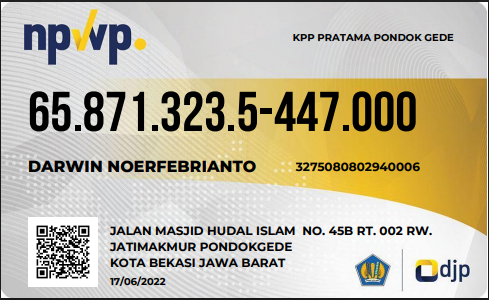 npwp.
KPP PRATAMA PONDOK GEDE
65.871.323.5-447.000
DARWIN NOERFEBRIANTO 3275080802940006
JALAN MASJID HUDAL ISLAM NO. 45B RT. 002 RW.
JATIMAKMUR PONDOKGEDE
KOTA BEKASI JAWA BARAT
17/06/2022
djp